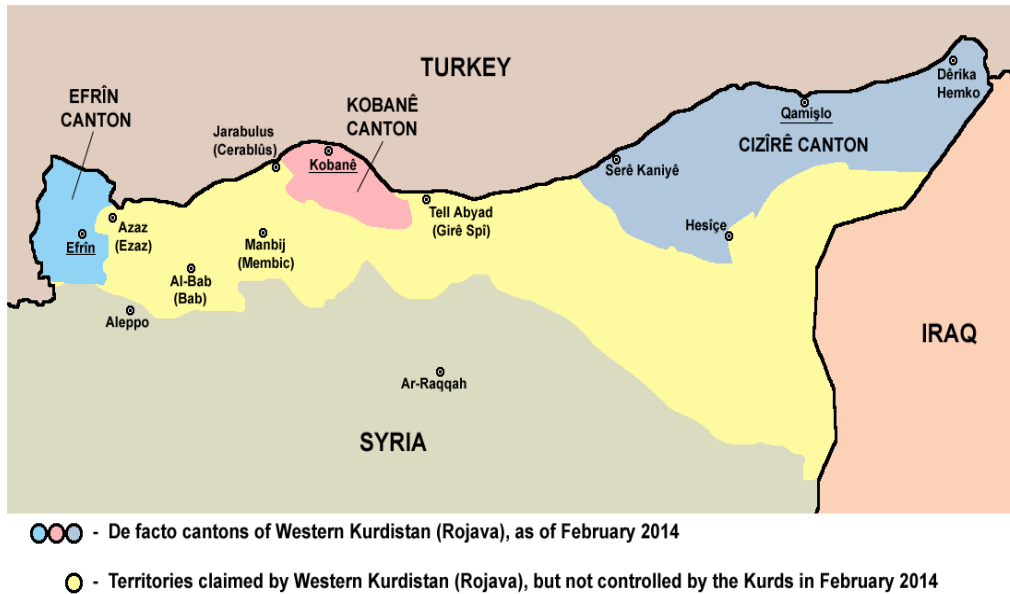 TURKEY
EFRÎN
CANTON
KOBANÊ
CANTON
Jarabulus
(Cerablûs)
Kobanê
Dêrika
Hemko
Qamişlo
CIZÎRÊ CANTON
Serê Kaniyê
Azaz
(Ezaz)
Efrîn
Tell Abyad
(Girê Spî)
Manbij
(Membic)
Hesîçe
Al-Bab
(Bab)
Aleppo
IRAQ
Ar-Raqqah
SYRIA
- De facto cantons of Western Kurdistan (Rojava), as of February 2014
- Territories claimed by Western Kurdistan (Rojava), but not controlled by the Kurds in February 2014